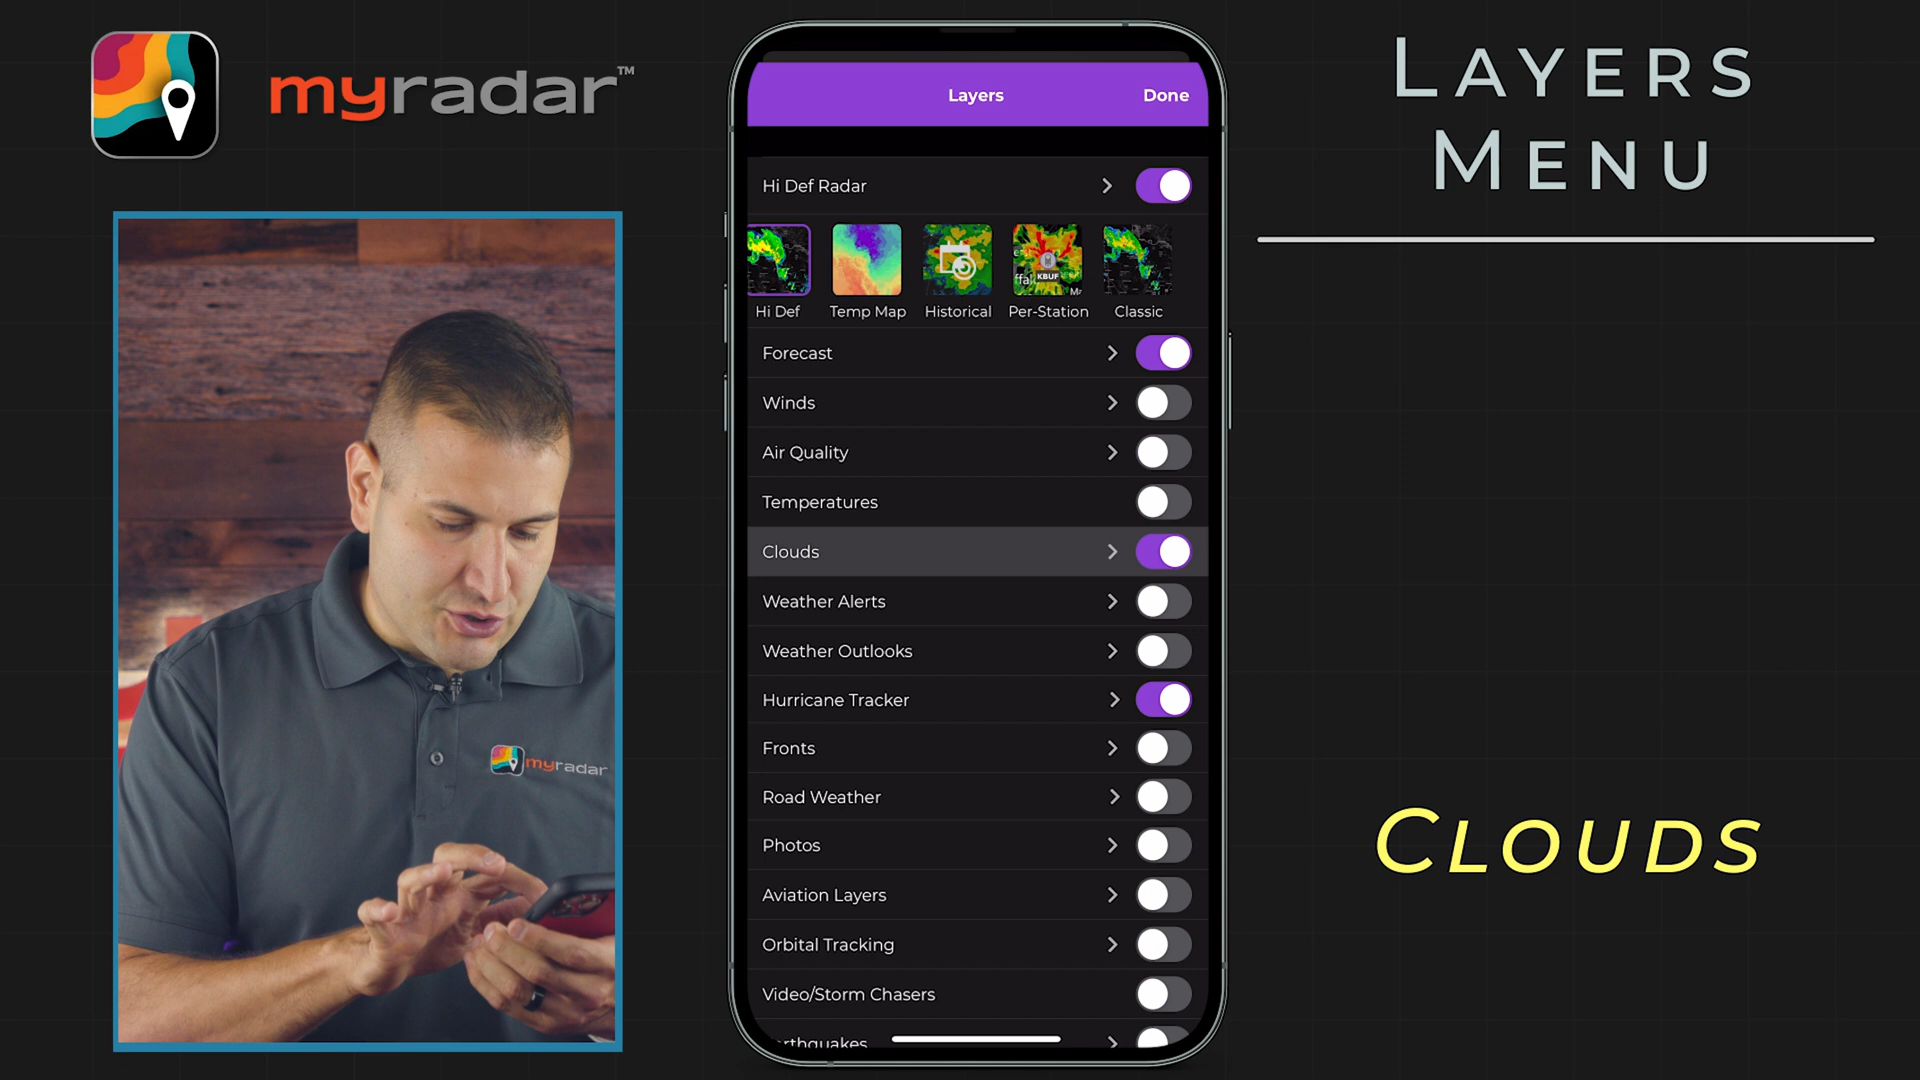 myradar™
Layers
Done
LAYERS
MENU
Hi Def Radar
Hi Def
Temp Map
Historical
Per-Station
Classic
KBUF
Forecast
Winds
Air Quality
Temperatures
Clouds
Weather Alerts
Weather Outlooks
Hurricane Tracker
Fronts
Road Weather
Photos
Aviation Layers
Orbital Tracking
Video/Storm Chasers
rthquakes
myradar
CLOUDS